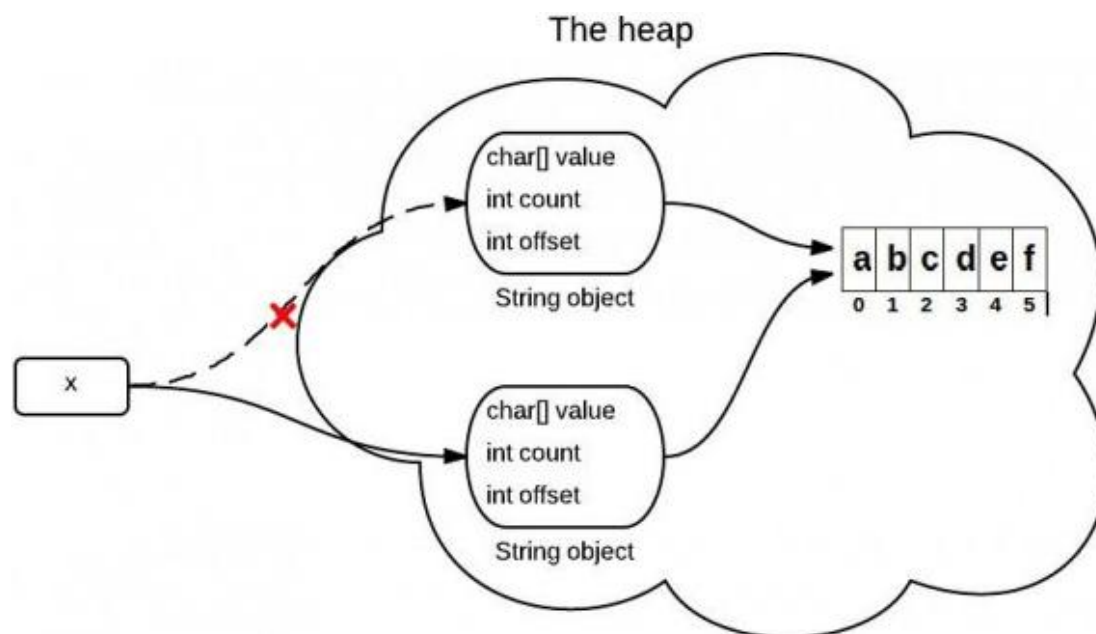 The heap
char[] value
int count
int offset
String object
a b c d e f
0 1 2 3 4 5
x
char[] value
int count
int offset
String object